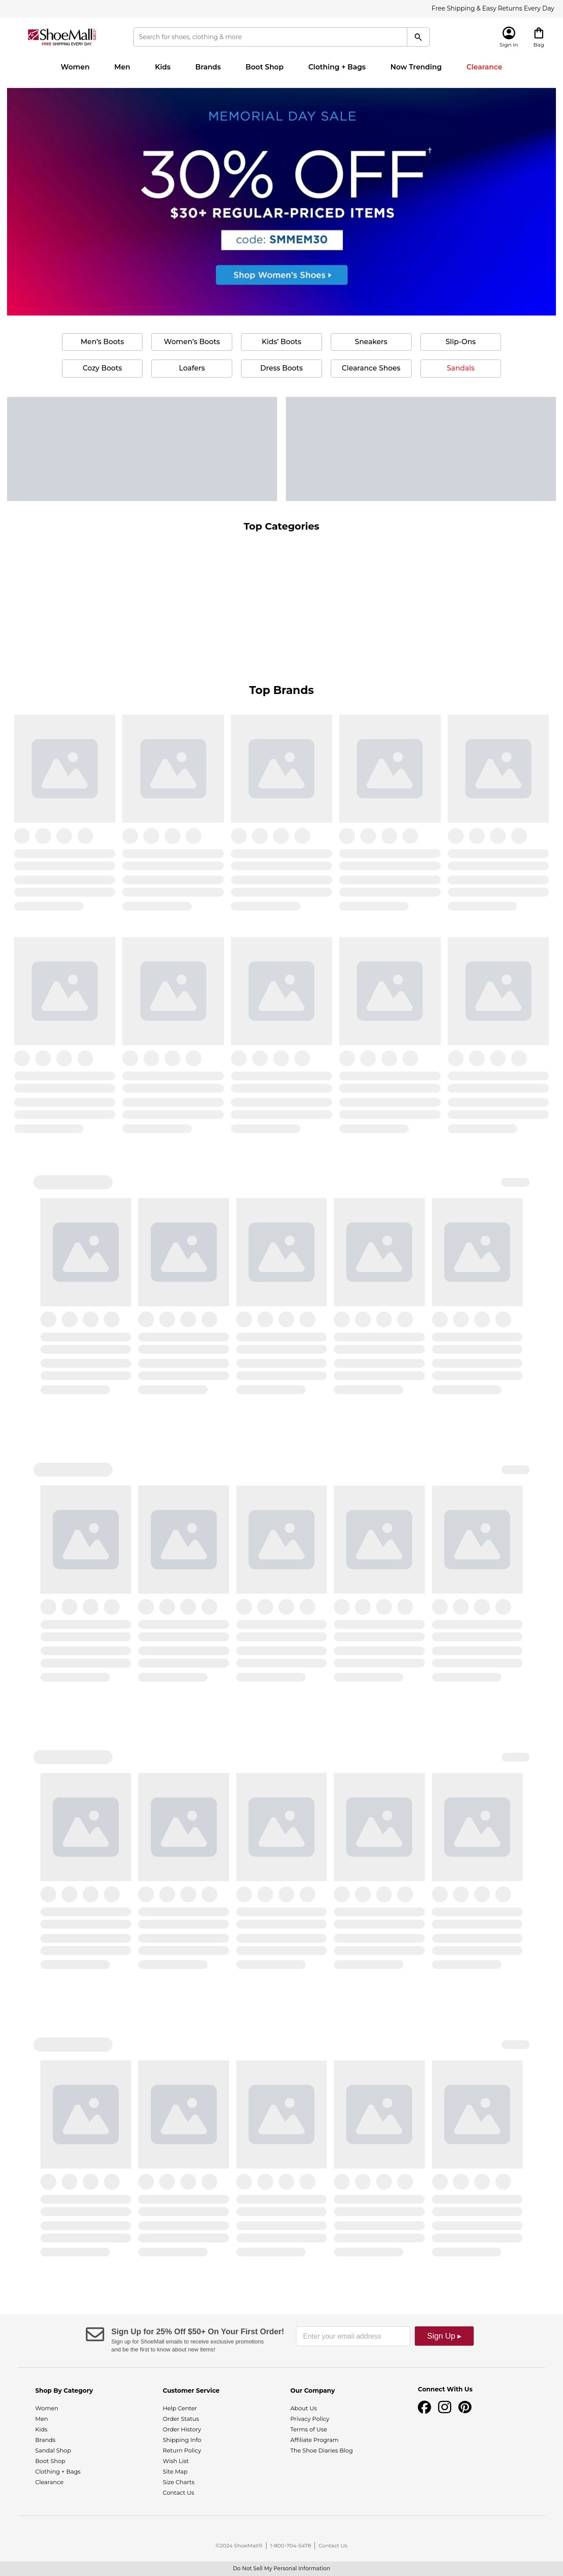 Free Shipping & Easy Returns Every Day
ShoeMall
FREE SHIPPING EVERY DAY
Search for shoes, clothing & more
Sign In
Bag
Women Men Kids Brands Boot Shop Clothing + Bags Now Trending Clearance
MEMORIAL DAY SALE
30% OFF†
$30+ REGULAR-PRICED ITEMS
code: SMMEM30
Shop Women's Shoes ▸
Men's Boots Women's Boots Kids' Boots Sneakers Slip-Ons
Cozy Boots Loafers Dress Boots Clearance Shoes Sandals
Top Categories
Top Brands
Sign Up for 25% Off $50+ On Your First Order!
Sign up for ShoeMall emails to receive exclusive promotions
and be the first to know about new items!
Enter your email address
Sign Up ▸
Shop By Category
Women
Men
Kids
Brands
Sandal Shop
Boot Shop
Clothing + Bags
Clearance
Customer Service
Help Center
Order Status
Order History
Shipping Info
Return Policy
Wish List
Site Map
Size Charts
Contact Us
Our Company
About Us
Privacy Policy
Terms of Use
Affiliate Program
The Shoe Diaries Blog
Connect With Us
©2024 ShoeMall® | 1-800-704-5478 | Contact Us
Do Not Sell My Personal Information